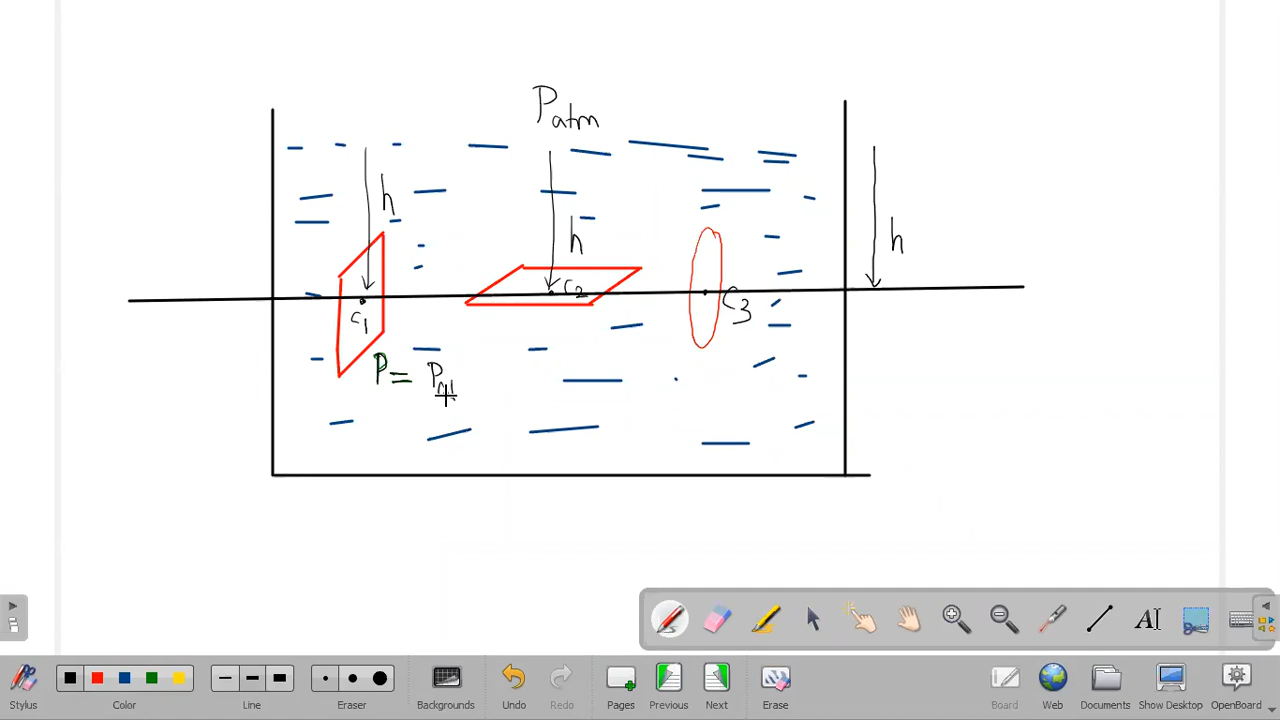 Patm
h
h
h
C1
C2
C3
P = P
Stylus
Color
Line
Eraser
Backgrounds
Undo
Redo
Pages
Previous
Next
Erase
Board
Web
Documents
Show Desktop
OpenBoard